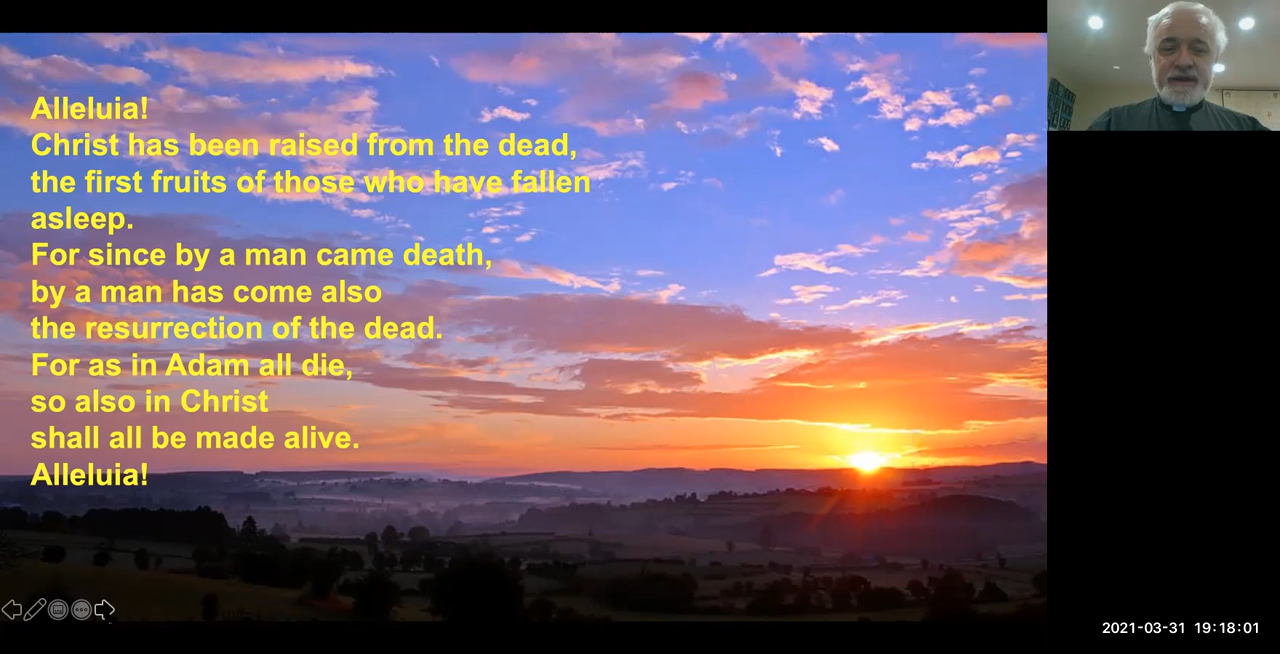 Alleluia!
Christ has been raised from the dead,
the first fruits of those who have fallen
asleep.
For since by a man came death,
by a man has come also
the resurrection of the dead.
For as in Adam all die,
so also in Christ
shall all be made alive.
Alleluia!
2021-03-31 19:18:01